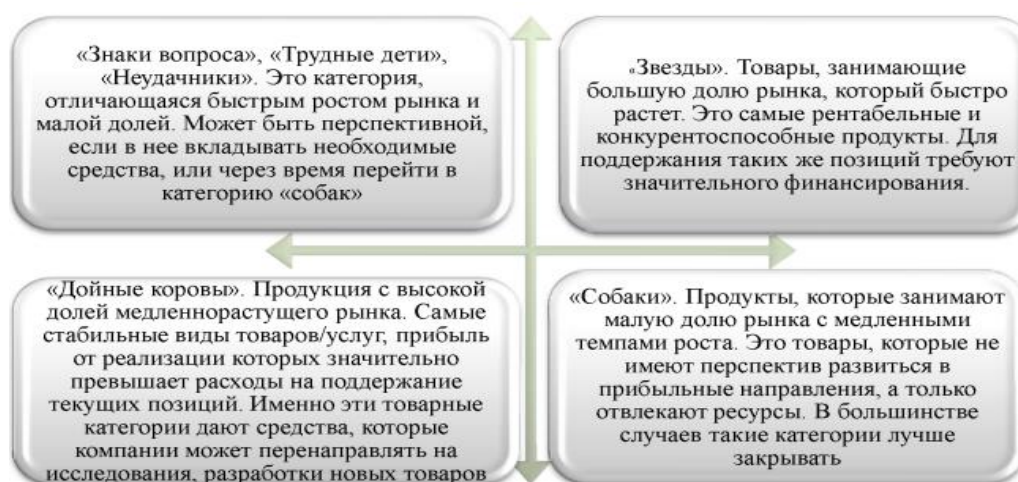 «Знаки вопроса», «Трудные дети»,
«Неудачники». Это категория,
отличающаяся быстрым ростом рынка и
малой долей. Может быть перспективной,
если в нее вкладывать необходимые
средства, или через время перейти в
категорию «собак»
«Звезды». Товары, занимающие
большую долю рынка, который быстро
растет. Это самые рентабельные и
конкурентоспособные продукты. Для
поддержания таких же позиций требуют
значительного финансирования.
«Дойные коровы». Продукция с высокой
долей медленнорастущего рынка. Самые
стабильные виды товаров/услуг, прибыль
от реализации которых значительно
превышает расходы на поддержание
текущих позиций. Именно эти товарные
категории дают средства, которые
компании может перенаправлять на
исследования, разработки новых товаров
«Собаки». Продукты, которые занимают
малую долю рынка с медленными
темпами роста. Это товары, которые не
имеют перспектив развиться в
прибыльные направления, а только
отвлекают ресурсы. В большинстве
случаев такие категории лучше
закрывать